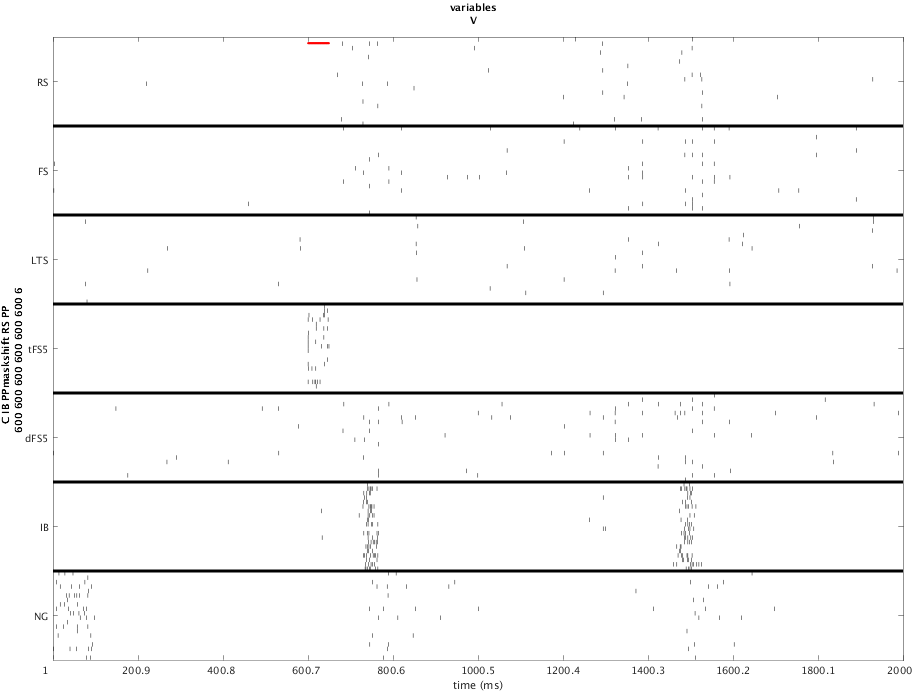 variables
V
RS
FS
LTS
tFS5
dFS5
IB
NG
C IB PPmaskshift RS PP
600 600 600 600 600 600 600 6
1
200.9
400.8
600.7
800.6
1000.5
1200.4
1400.3
1600.2
1800.1
2000
time (ms)